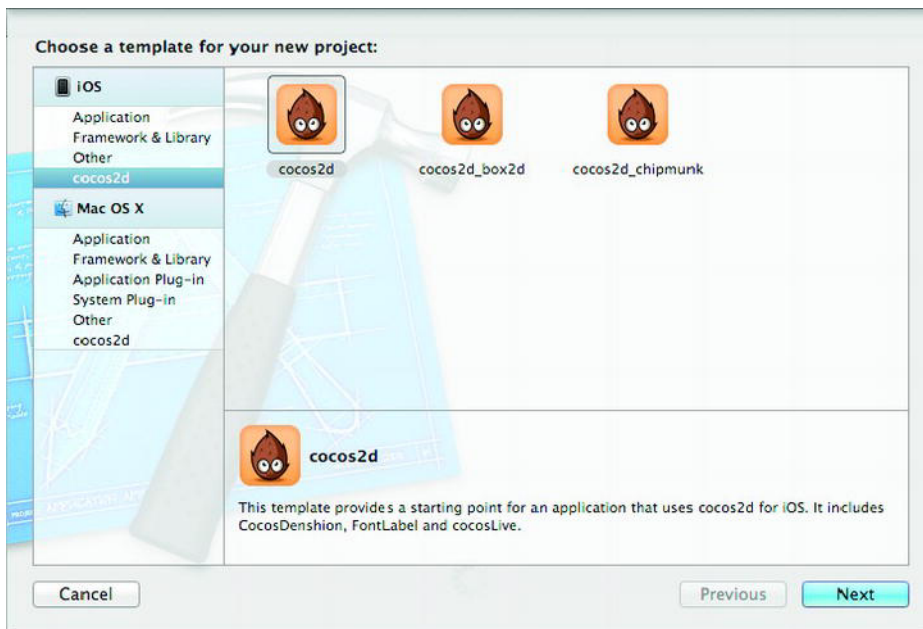 Choose a template for your new project:
iOS
Application
Framework & Library
Other
cocos2d
Mac OS X
Application
Framework & Library
Application Plug-in
System Plug-in
Other
cocos2d
cocos2d
cocos2d_box2d
cocos2d_chipmunk
cocos2d
This template provides a starting point for an application that uses cocos2d for iOS. It includes
CocosDenshion, FontLabel and cocosLive.
Cancel
Previous
Next